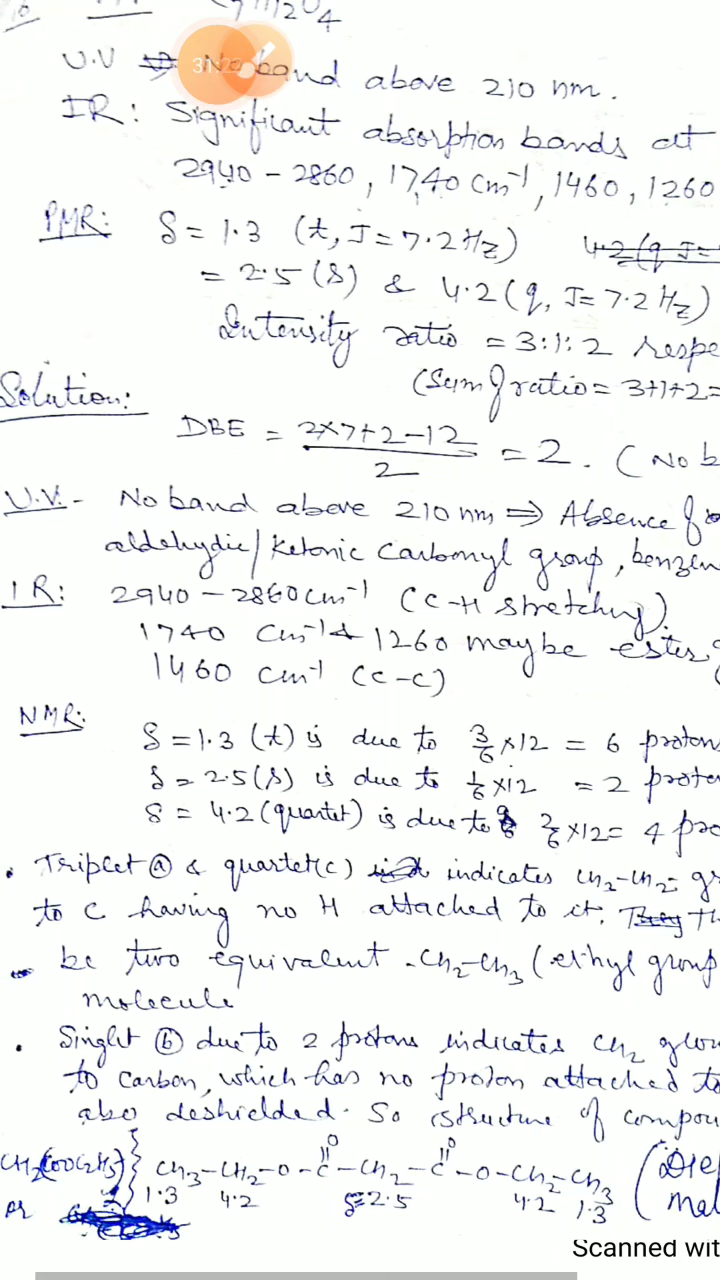 H12O4
U.V ⇒ No band above 210 nm.
IR: Significant absorption bands at
2940 - 2860, 1740 cm⁻¹, 1460, 1260
PMR: δ = 1.3 (t, J = 7.2 Hz)
= 2.5 (s) & 4.2 (q, J = 7.2 Hz)
Intensity ratio = 3:1:2 respe
(Sum of ratio = 3+1+2=
Solution:
DBE = 2×7+2-12 / 2 = 2. (No b
U.V. - No band above 210 nm ⇒ Absence of
aldehydic/Ketonic Carbonyl group, benzen
IR: 2940 - 2860 cm⁻¹ (C-H stretching).
1740 cm⁻¹ & 1260 maybe ester g
1460 cm⁻¹ (C-C)
NMR:
δ = 1.3 (t) is due to 3/6 × 12 = 6 proton
δ = 2.5 (s) is due to 1/6 × 12 = 2 proto
δ = 4.2 (quartet) is due to 2/6 × 12 = 4 pro
• Triplet ⓐ & quartet (c) indicates CH2-CH2- g
to C having no H attached to it. Th
be two equivalent -CH2-CH3 (ethyl group
molecule
• Singlet ⓑ due to 2 protons indicates CH2 grou
to carbon, which has no proton attached to
also deshielded. So structure of compou
CH2(COOC2H5)2 CH3-CH2-O-C(=O)-CH2-C(=O)-O-CH2-CH3 (Die
or 1.3 4.2 δ=2.5 4.2 1.3 Mal
Scanned wit